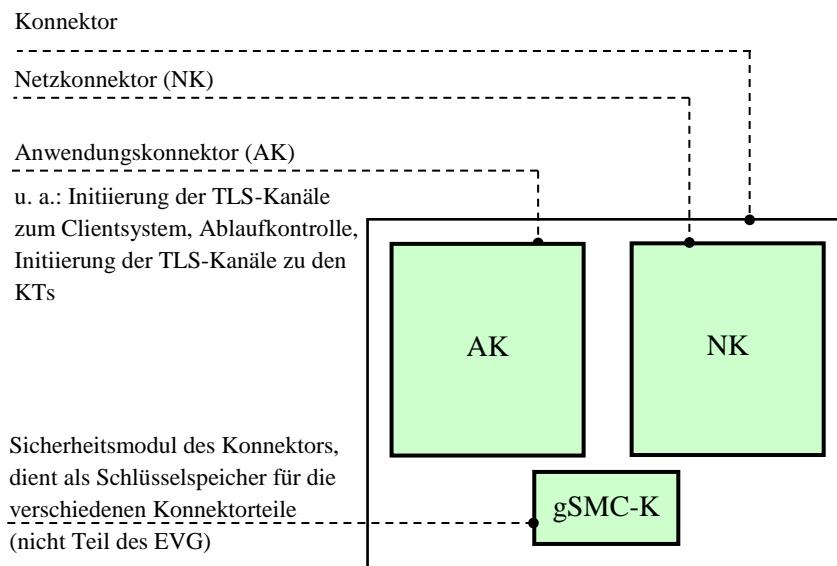 Konnektor
Netzkonnektor (NK)
Anwendungskonnektor (AK)
u. a.: Initiierung der TLS-Kanäle
zum Clientsystem, Ablaufkontrolle,
Initiierung der TLS-Kanäle zu den
KTs
AK
NK
Sicherheitsmodul des Konnektors,
dient als Schlüsselspeicher für die
verschiedenen Konnektorteile
(nicht Teil des EVG)
gSMC-K